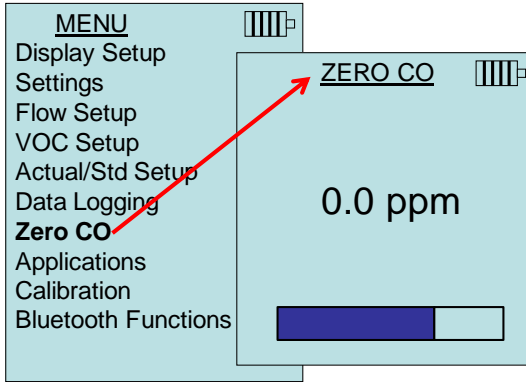 MENU
Display Setup
Settings
Flow Setup
VOC Setup
Actual/Std Setup
Data Logging
Zero CO
Applications
Calibration
Bluetooth Functions
ZERO CO
0.0 ppm